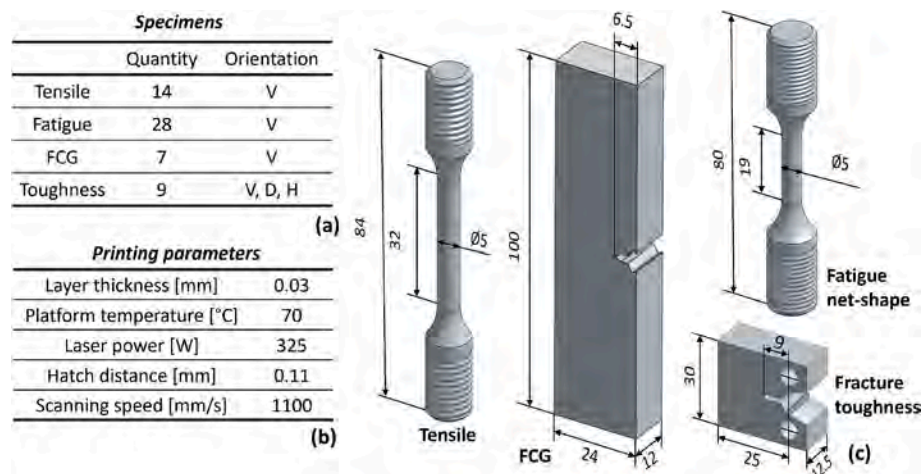 Specimens
Quantity Orientation
Tensile 14 V
Fatigue 28 V
FCG 7 V
Toughness 9 V, D, H
(a)
Printing parameters
Layer thickness [mm] 0.03
Platform temperature [°C] 70
Laser power [W] 325
Hatch distance [mm] 0.11
Scanning speed [mm/s] 1100
(b)
84
32
Ø5
Tensile
6.5
100
24
12
FCG
80
19
Ø5
Fatigue
net-shape
9
30
25
12.5
Fracture
toughness
(c)